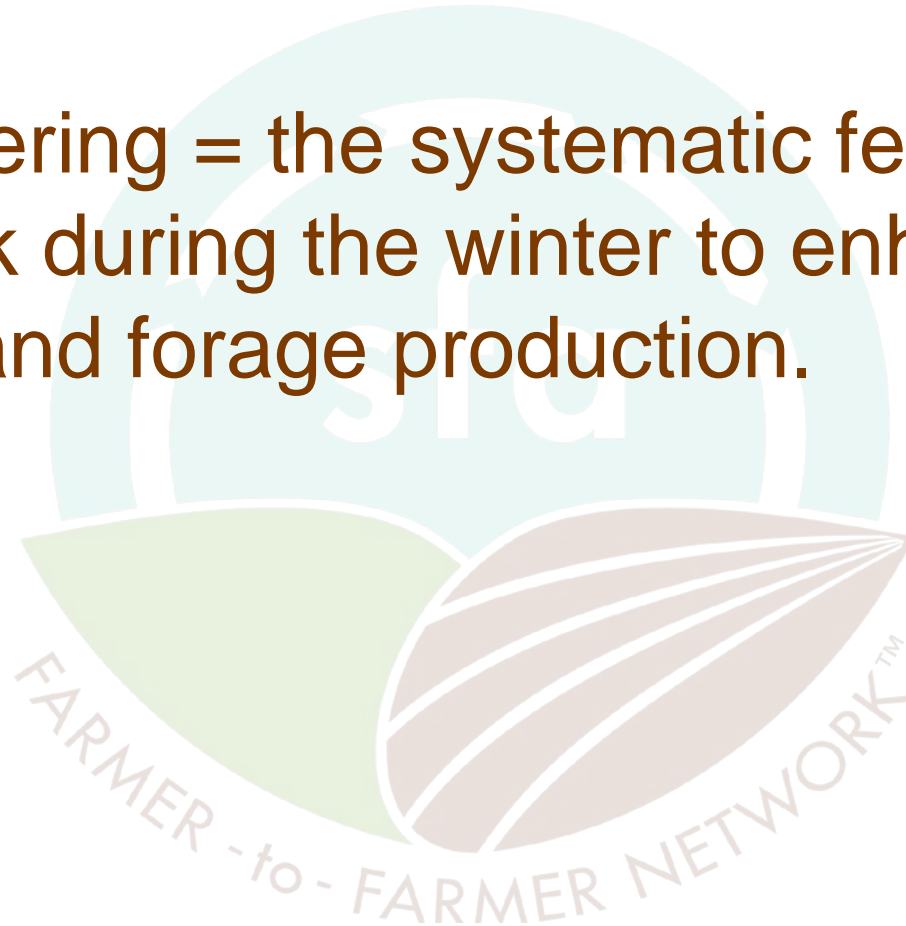 ering = the systematic fe
k during the winter to enh
and forage production.
sfa
FARMER - to - FARMER NETWORK™